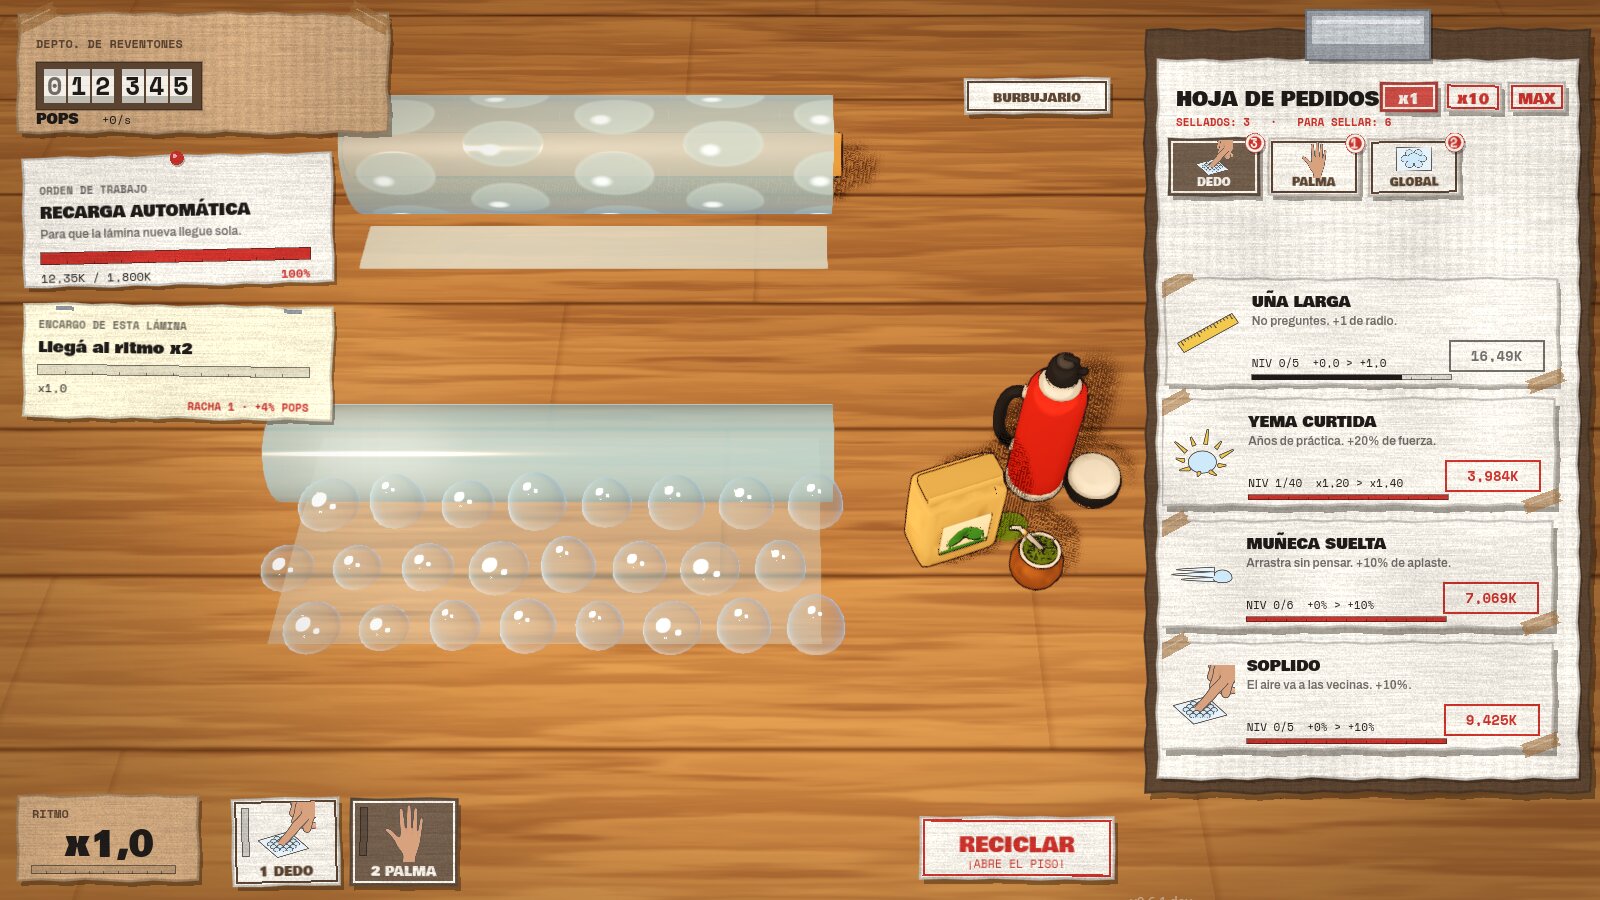 DEPTO. DE REVENTONES
012345
POPS +0/s
ORDEN DE TRABAJO
RECARGA AUTOMÁTICA
Para que la lámina nueva llegue sola.
12,35K / 1,800K 100%
ENCARGO DE ESTA LÁMINA
Llegá al ritmo x2
x1,0
RACHA 1 · +4% POPS
BURBUJARIO
HOJA DE PEDIDOS x1 x10 MAX
SELLADOS: 3 · PARA SELLAR: 6
3 1 2
DEDO PALMA GLOBAL
UÑA LARGA
No preguntes. +1 de radio.
NIV 0/5 +0,0 > +1,0 16,49K
YEMA CURTIDA
Años de práctica. +20% de fuerza.
NIV 1/40 x1,20 > x1,40 3,984K
MUÑECA SUELTA
Arrastra sin pensar. +10% de aplaste.
NIV 0/6 +0% > +10% 7,069K
SOPLIDO
El aire va a las vecinas. +10%.
NIV 0/5 +0% > +10% 9,425K
RITMO
x1,0
1 DEDO 2 PALMA
RECICLAR
¡ABRE EL PISO!